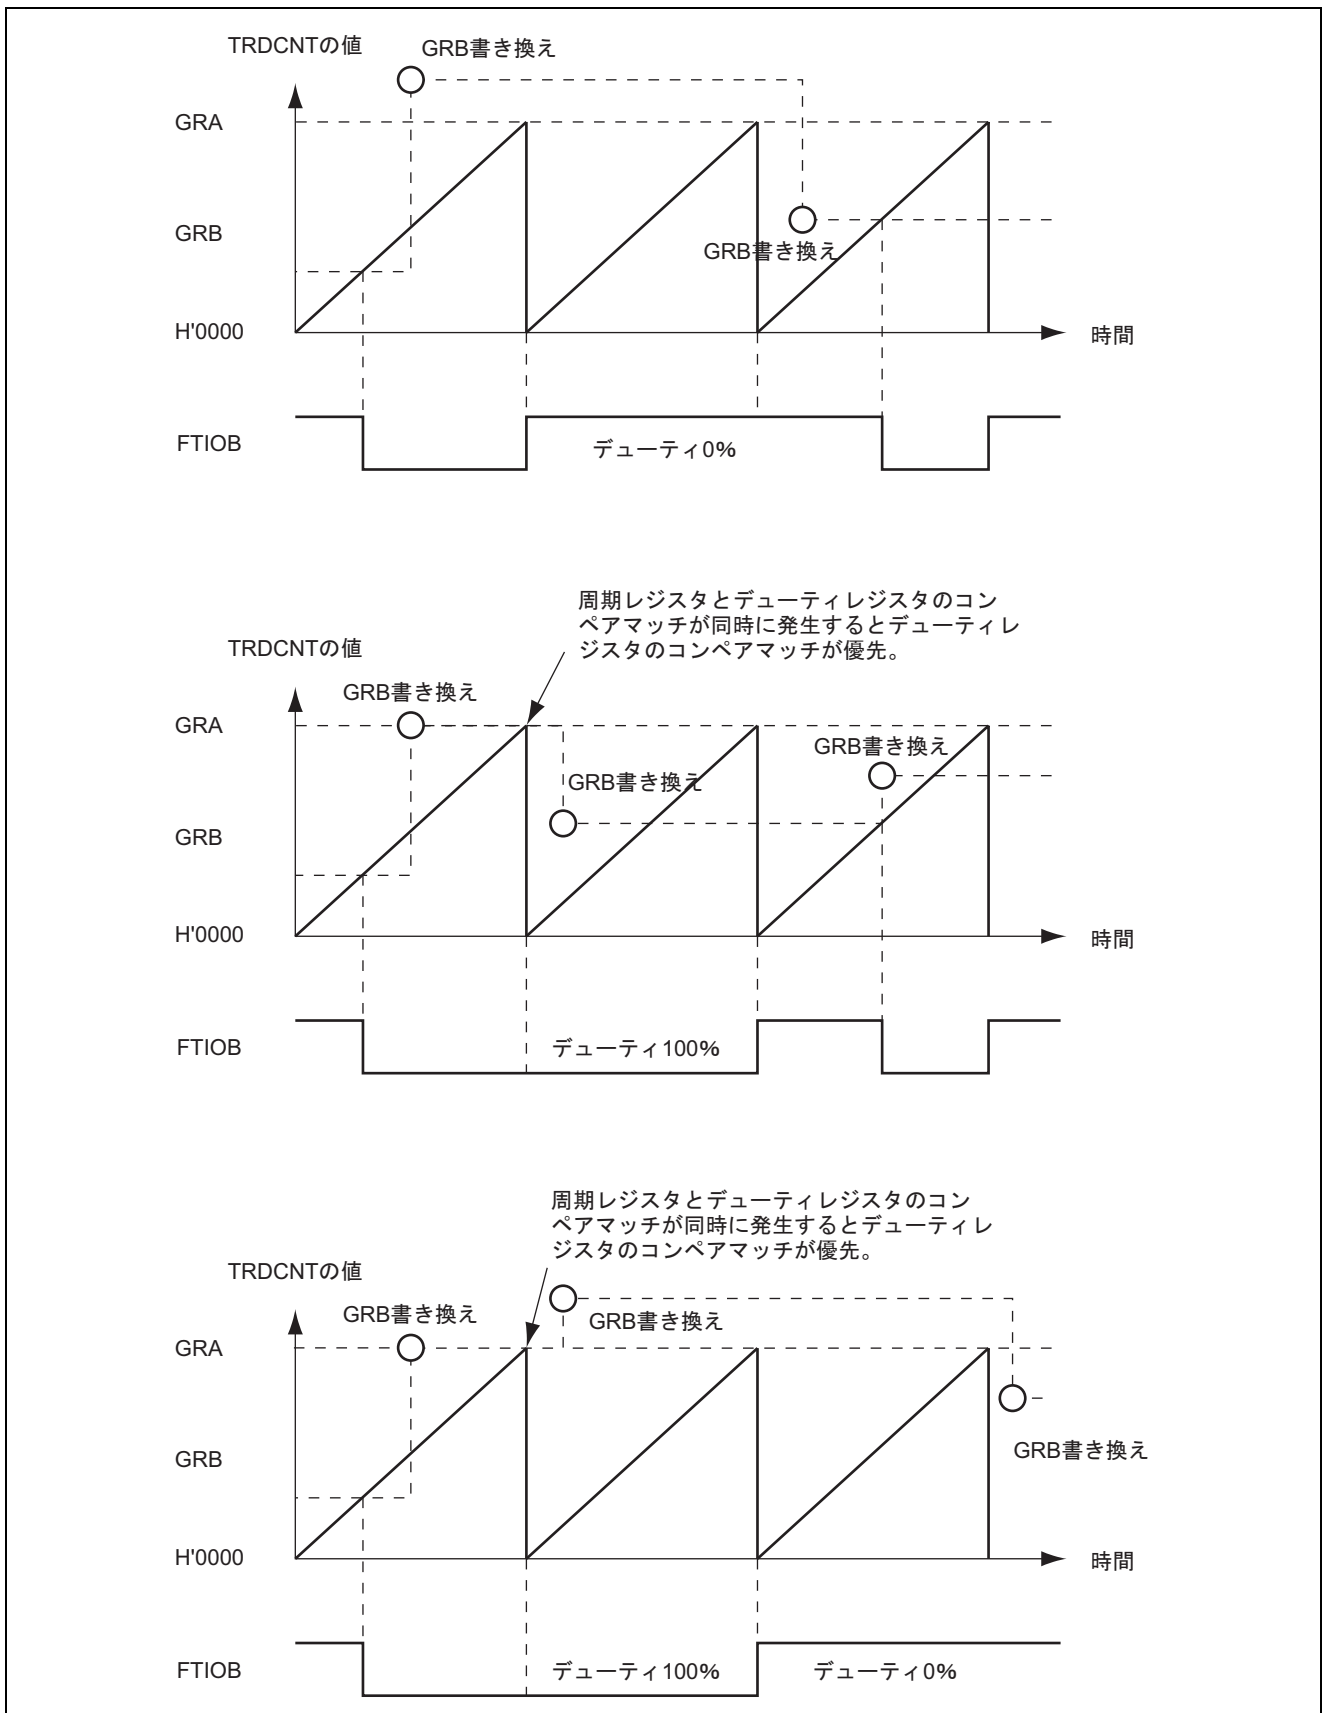 TRDCNTの値
GRB書き換え
GRA
GRB
GRB書き換え
H'0000
時間
FTIOB
デューティ0%
周期レジスタとデューティレジスタのコン
ペアマッチが同時に発生するとデューティレ
ジスタのコンペアマッチが優先。
TRDCNTの値
GRB書き換え
GRA
GRB書き換え
GRB書き換え
GRB
H'0000
時間
FTIOB
デューティ100%
周期レジスタとデューティレジスタのコン
ペアマッチが同時に発生するとデューティレ
ジスタのコンペアマッチが優先。
TRDCNTの値
GRB書き換え
GRB書き換え
GRA
GRB書き換え
GRB
H'0000
時間
FTIOB
デューティ100%
デューティ0%